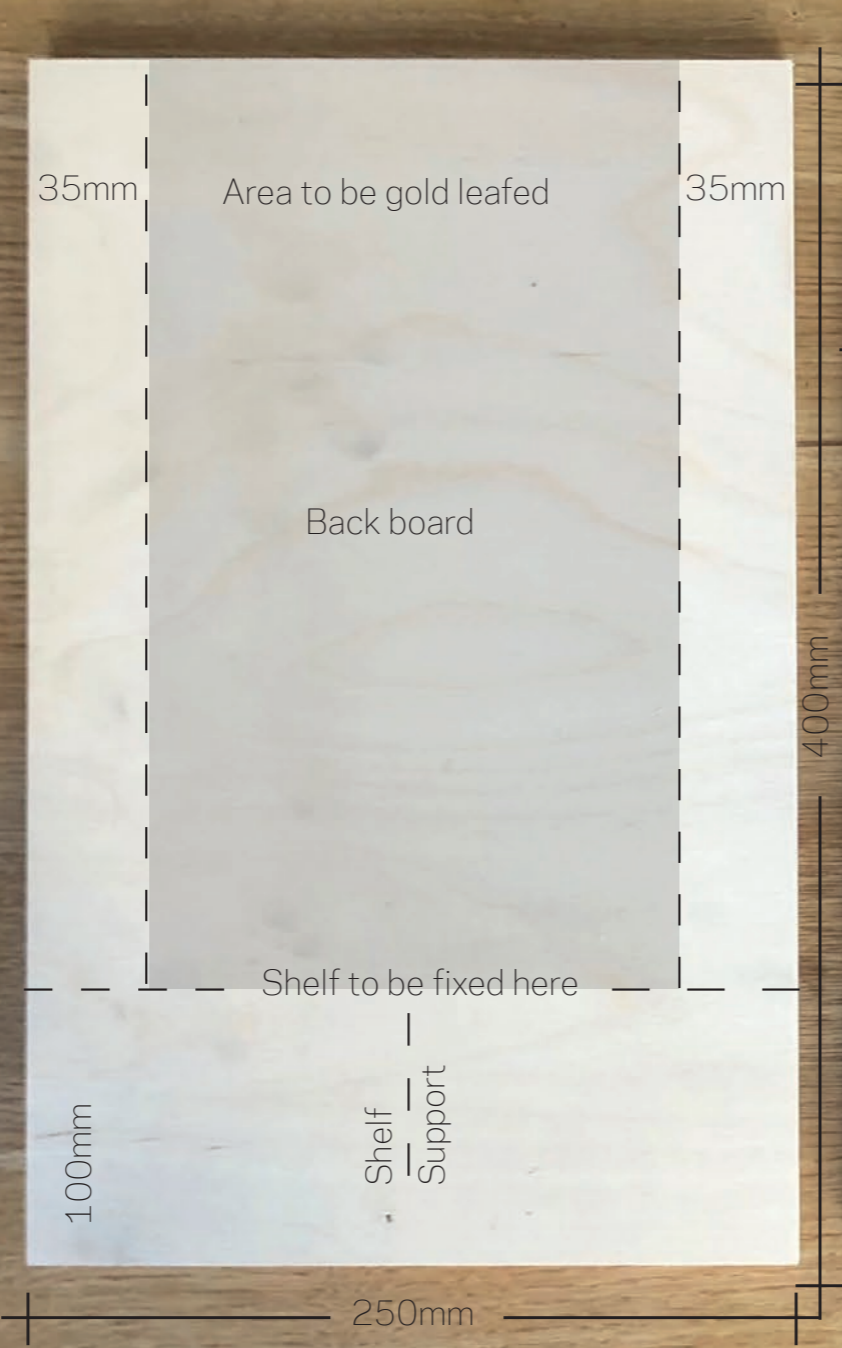 35mm
Area to be gold leafed
35mm
Back board
400mm
Shelf to be fixed here
Shelf
Support
100mm
250mm